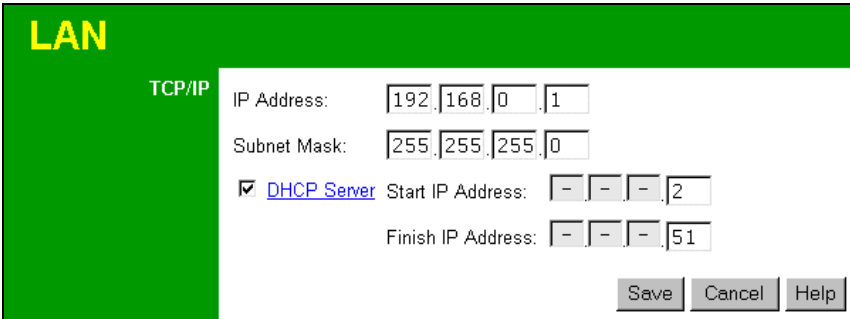 LAN
TCP/IP
IP Address: 192.168.0.1
Subnet Mask: 255.255.255.0
DHCP Server Start IP Address: -.-.-.2
Finish IP Address: -.-.-.51
Save Cancel Help